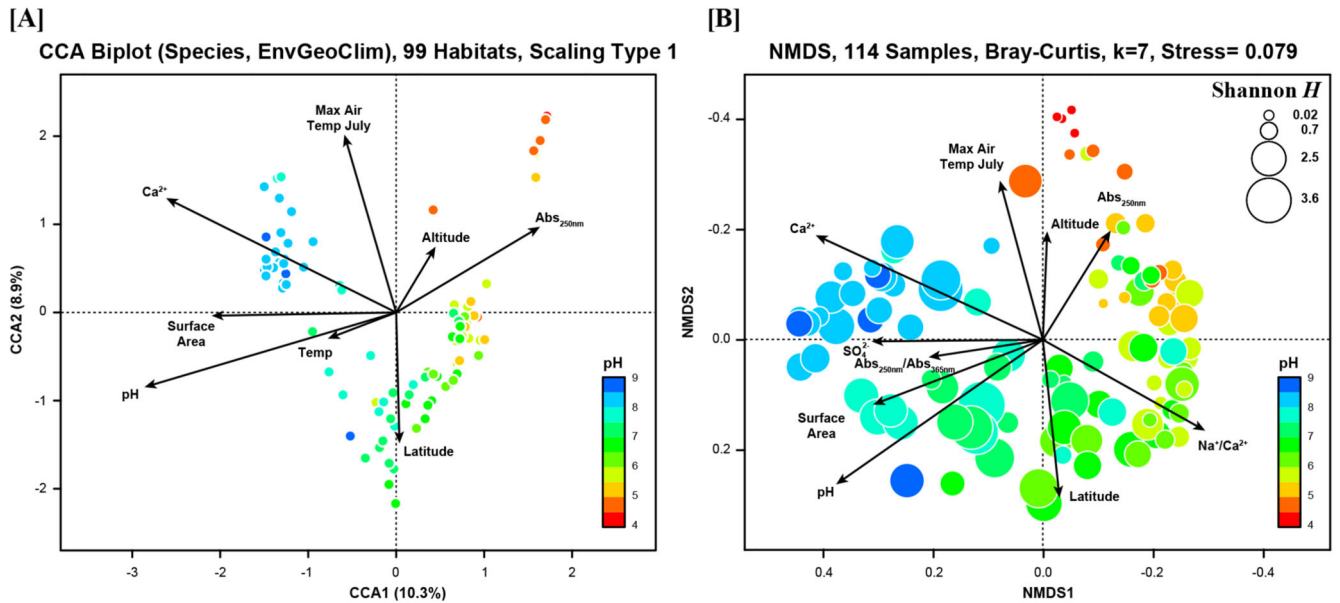 [A]
CCA Biplot (Species, EnvGeoClim), 99 Habitats, Scaling Type 1
Max Air
Temp July
Ca²⁺
Abs250nm
Altitude
Surface
Area
Temp
pH
Latitude
pH
9
8
7
6
5
4
2
1
0
-1
-2
CCA2 (8.9%)
-3
-2
-1
0
1
2
CCA1 (10.3%)
[B]
NMDS, 114 Samples, Bray-Curtis, k=7, Stress= 0.079
Shannon H
0.02
0.7
2.5
3.6
Max Air
Temp July
Abs250nm
Ca²⁺
Altitude
SO₄²⁻
Abs250nm/Abs365nm
Surface
Area
Na⁺/Ca²⁺
pH
Latitude
pH
9
8
7
6
5
4
-0.4
-0.2
0.0
0.2
NMDS2
0.4
0.2
0.0
-0.2
-0.4
NMDS1